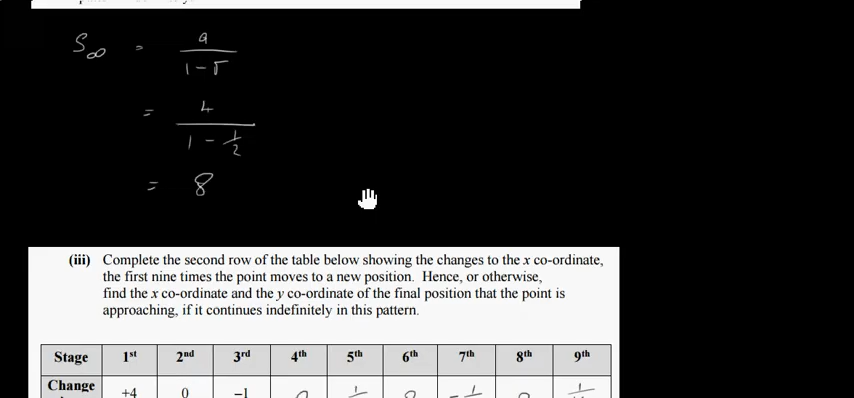 S∞ = a
1 - r
= 4
1 - 1/2
= 8
(iii) Complete the second row of the table below showing the changes to the x co-ordinate,
the first nine times the point moves to a new position. Hence, or otherwise,
find the x co-ordinate and the y co-ordinate of the final position that the point is
approaching, if it continues indefinitely in this pattern.
Stage 1st 2nd 3rd 4th 5th 6th 7th 8th 9th
Change +4 0 −1